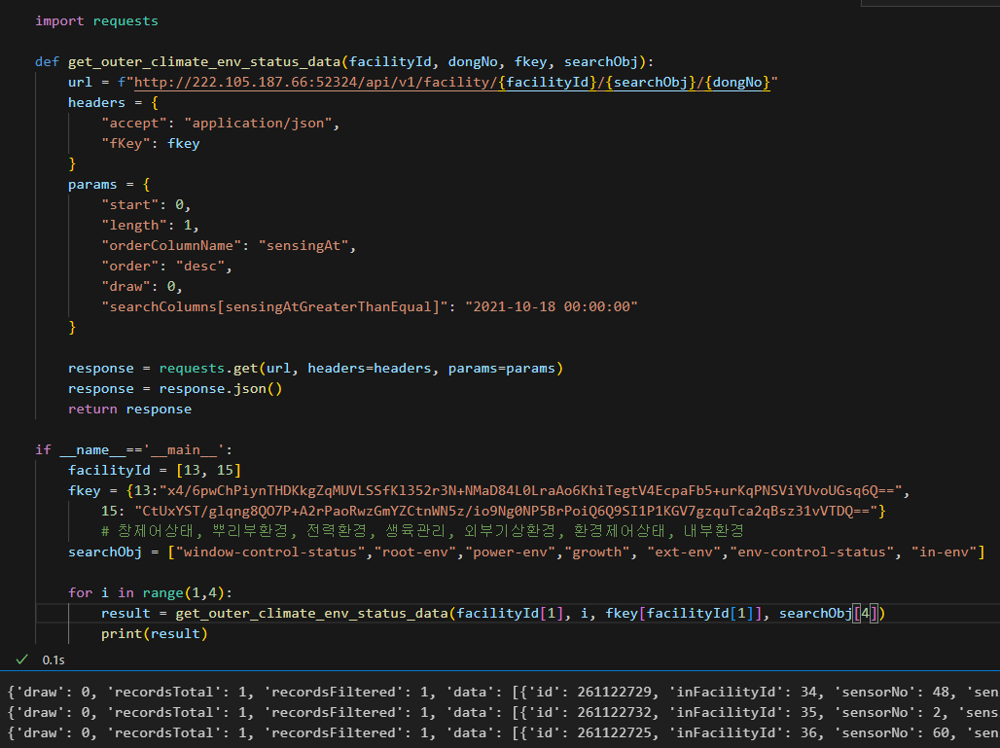 import requests
def get_outer_climate_env_status_data(facilityId, dongNo, fkey, searchObj):
url = f"http://222.105.187.66:52324/api/v1/facility/{facilityId}/{searchObj}/{dongNo}"
headers = {
"accept": "application/json",
"fKey": fkey
}
params = {
"start": 0,
"length": 1,
"orderColumnName": "sensingAt",
"order": "desc",
"draw": 0,
"searchColumns[sensingAtGreaterThanEqual]": "2021-10-18 00:00:00"
}
response = requests.get(url, headers=headers, params=params)
response = response.json()
return response
if __name__=='__main__':
facilityId = [13, 15]
fkey = {13:"x4/6pwChPiynTHDKkgZqMUVLSSfKl352r3N+NMaD84L0LraAo6KhiTegtV4EcpaFb5+urKqPNSViYUvoUGsq6Q==",
15: "CtUxYST/glqng8QO7P+A2rPaoRwzGmYZCtnWN5z/io9Ng0NP5BrPoiQ6Q9SI1P1KGV7gzquTca2qBsz31vVTDQ=="}
# 창제어상태, 뿌리부환경, 전력환경, 생육관리, 외부기상환경, 환경제어상태, 내부환경
searchObj = ["window-control-status","root-env","power-env","growth", "ext-env","env-control-status", "in-env"]
for i in range(1,4):
result = get_outer_climate_env_status_data(facilityId[1], i, fkey[facilityId[1]], searchObj[4])
print(result)
0.1s
{'draw': 0, 'recordsTotal': 1, 'recordsFiltered': 1, 'data': [{'id': 261122729, 'inFacilityId': 34, 'sensorNo': 48, 'sen
{'draw': 0, 'recordsTotal': 1, 'recordsFiltered': 1, 'data': [{'id': 261122732, 'inFacilityId': 35, 'sensorNo': 2, 'sens
{'draw': 0, 'recordsTotal': 1, 'recordsFiltered': 1, 'data': [{'id': 261122725, 'inFacilityId': 36, 'sensorNo': 60, 'sen